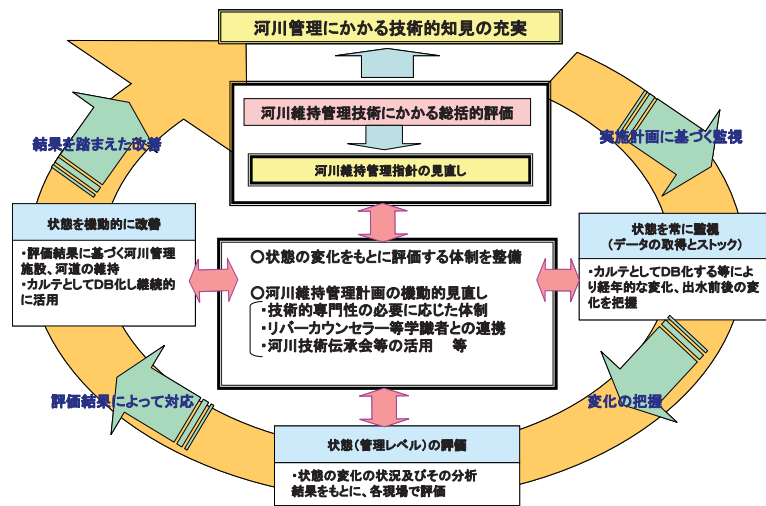 河川管理にかかる技術的知見の充実
河川維持管理技術にかかる総括的評価
河川維持管理指針の見直し
結果を踏まえた改善
実施計画に基づく監視
状態を機動的に改善
・評価結果に基づく河川管理
施設、河道の維持
・カルテとしてDB化し継続的
に活用
〇状態の変化をもとに評価する体制を整備
〇河川維持管理計画の機動的見直し
・技術的専門性の必要に応じた体制
・リバーカウンセラー等学識者との連携
・河川技術伝承会等の活用　等
状態を常に監視
（データの取得とストック）
・カルテとしてDB化する等によ
り経年的な変化、出水前後の変
化を把握
評価結果によって対応
変化の把握
状態（管理レベル）の評価
・状態の変化の状況及びその分析
結果をもとに、各現場で評価